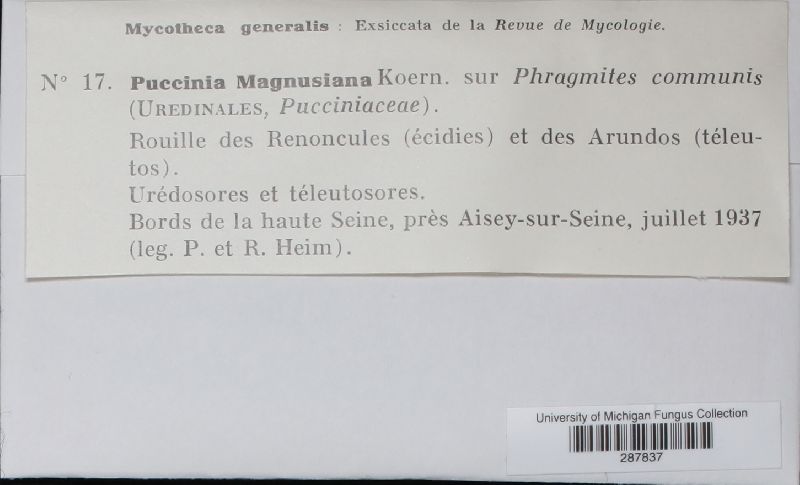 Mycotheca generalis : Exsiccata de la Revue de Mycologie.
N° 17. Puccinia Magnusiana Koern. sur Phragmites communis
(UREDINALES, Pucciniaceae).
Rouille des Renoncules (écidies) et des Arundos (téleu-
tos).
Urédosores et téleutosores.
Bords de la haute Seine, près Aisey-sur-Seine, juillet 1937
(leg. P. et R. Heim).
University of Michigan Fungus Collection
287837